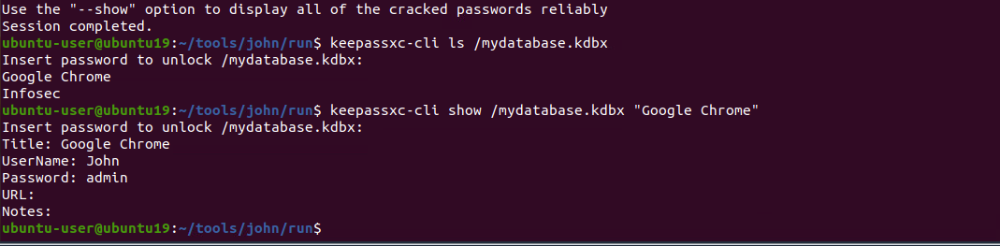 Use the "--show" option to display all of the cracked passwords reliably
Session completed.
ubuntu-user@ubuntu19:~/tools/john/run$ keepassxc-cli ls /mydatabase.kdbx
Insert password to unlock /mydatabase.kdbx:
Google Chrome
Infosec
ubuntu-user@ubuntu19:~/tools/john/run$ keepassxc-cli show /mydatabase.kdbx "Google Chrome"
Insert password to unlock /mydatabase.kdbx:
Title: Google Chrome
UserName: John
Password: admin
URL:
Notes:
ubuntu-user@ubuntu19:~/tools/john/run$